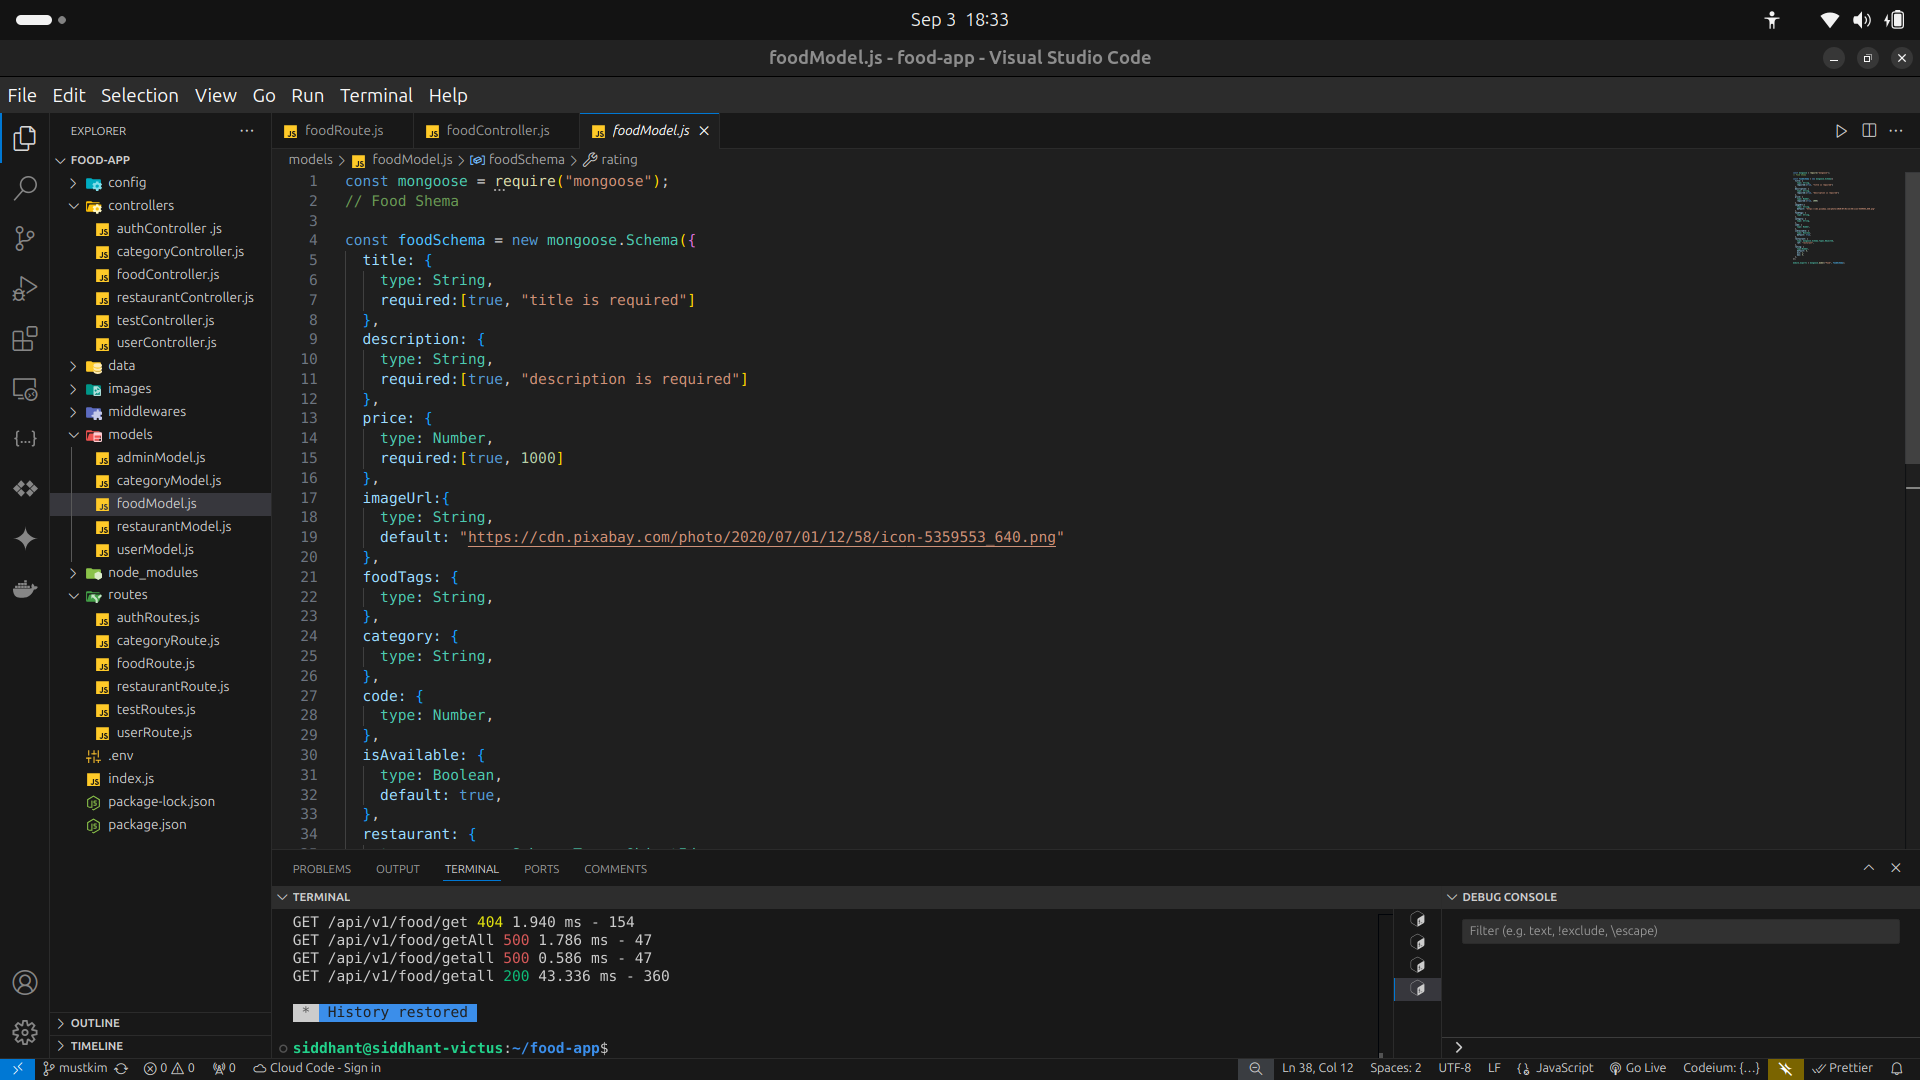 Sep 3 18:33
foodModel.js - food-app - Visual Studio Code
File Edit Selection View Go Run Terminal Help
EXPLORER
FOOD-APP
config
controllers
authController .js
categoryController.js
foodController.js
restaurantController.js
testController.js
userController.js
data
images
middlewares
models
adminModel.js
categoryModel.js
foodModel.js
restaurantModel.js
userModel.js
node_modules
routes
authRoutes.js
categoryRoute.js
foodRoute.js
restaurantRoute.js
testRoutes.js
userRoute.js
.env
index.js
package-lock.json
package.json
OUTLINE
TIMELINE
foodRoute.js foodController.js foodModel.js
models > foodModel.js > foodSchema > rating
1 const mongoose = require("mongoose");
2 // Food Shema
3
4 const foodSchema = new mongoose.Schema({
5 title: {
6 type: String,
7 required:[true, "title is required"]
8 },
9 description: {
10 type: String,
11 required:[true, "description is required"]
12 },
13 price: {
14 type: Number,
15 required:[true, 1000]
16 },
17 imageUrl:{
18 type: String,
19 default: "https://cdn.pixabay.com/photo/2020/07/01/12/58/icon-5359553_640.png"
20 },
21 foodTags: {
22 type: String,
23 },
24 category: {
25 type: String,
26 },
27 code: {
28 type: Number,
29 },
30 isAvailable: {
31 type: Boolean,
32 default: true,
33 },
34 restaurant: {
PROBLEMS OUTPUT TERMINAL PORTS COMMENTS
TERMINAL
GET /api/v1/food/get 404 1.940 ms - 154
GET /api/v1/food/getAll 500 1.786 ms - 47
GET /api/v1/food/getall 500 0.586 ms - 47
GET /api/v1/food/getall 200 43.336 ms - 360
* History restored
siddhant@siddhant-victus:~/food-app$
DEBUG CONSOLE
Filter (e.g. text, !exclude, \escape)
mustkim 0 0 0 Cloud Code - Sign in Ln 38, Col 12 Spaces: 2 UTF-8 LF JavaScript Go Live Codeium: {...} Prettier